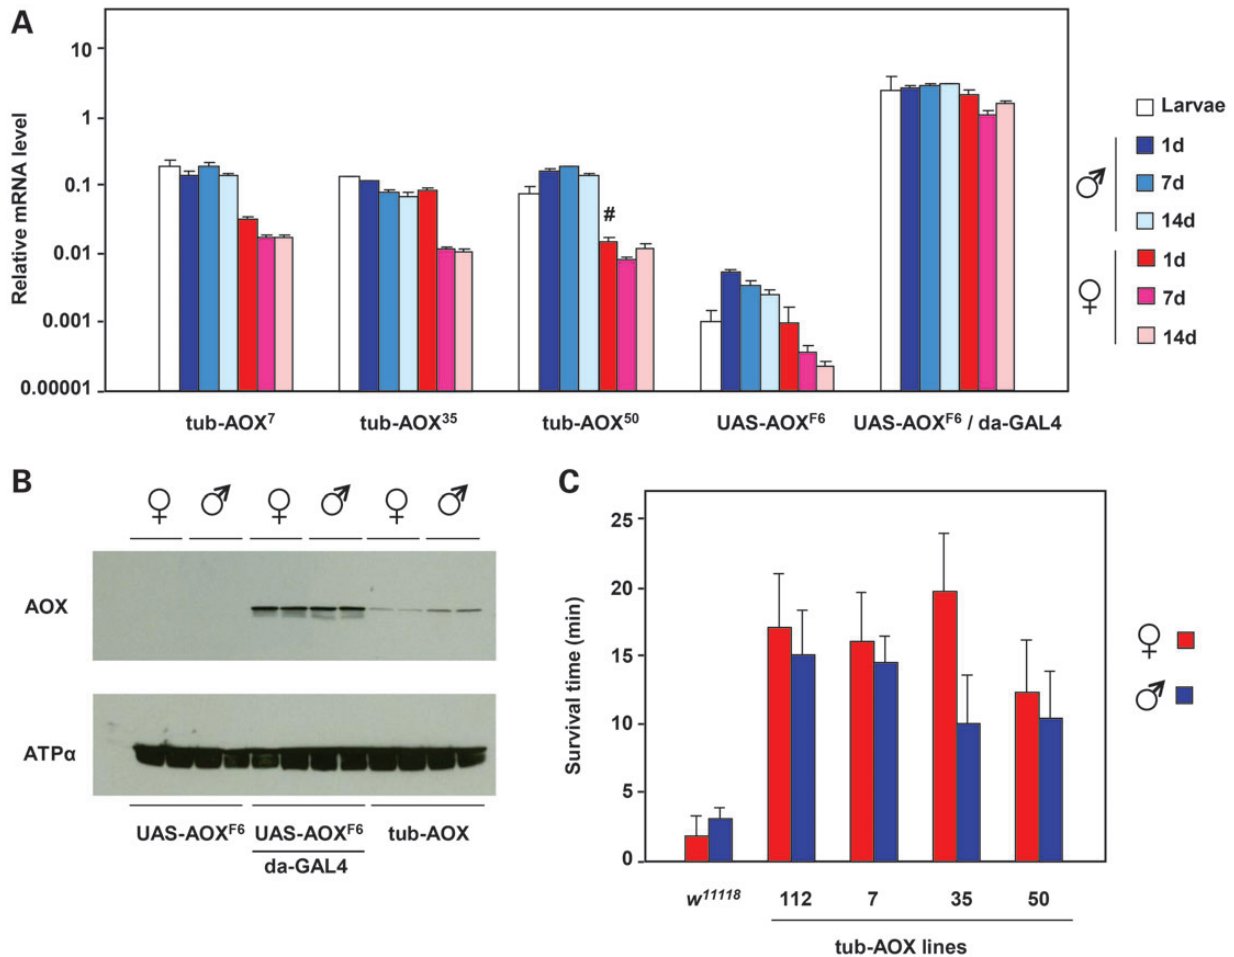 A
Relative mRNA level
10
1
0.1
0.01
0.001
0.00001
#
tub-AOX⁷
tub-AOX³⁵
tub-AOX⁵⁰
UAS-AOXᶠ⁶
UAS-AOXᶠ⁶ / da-GAL4
Larvae
♂
1d
7d
14d
♀
1d
7d
14d
B
♀ ♂ ♀ ♂ ♀ ♂
AOX
ATPα
UAS-AOXᶠ⁶
UAS-AOXᶠ⁶
tub-AOX
da-GAL4
C
Survival time (min)
25
20
15
10
5
0
w¹¹¹¹⁸
112
7
35
50
tub-AOX lines
♀
♂